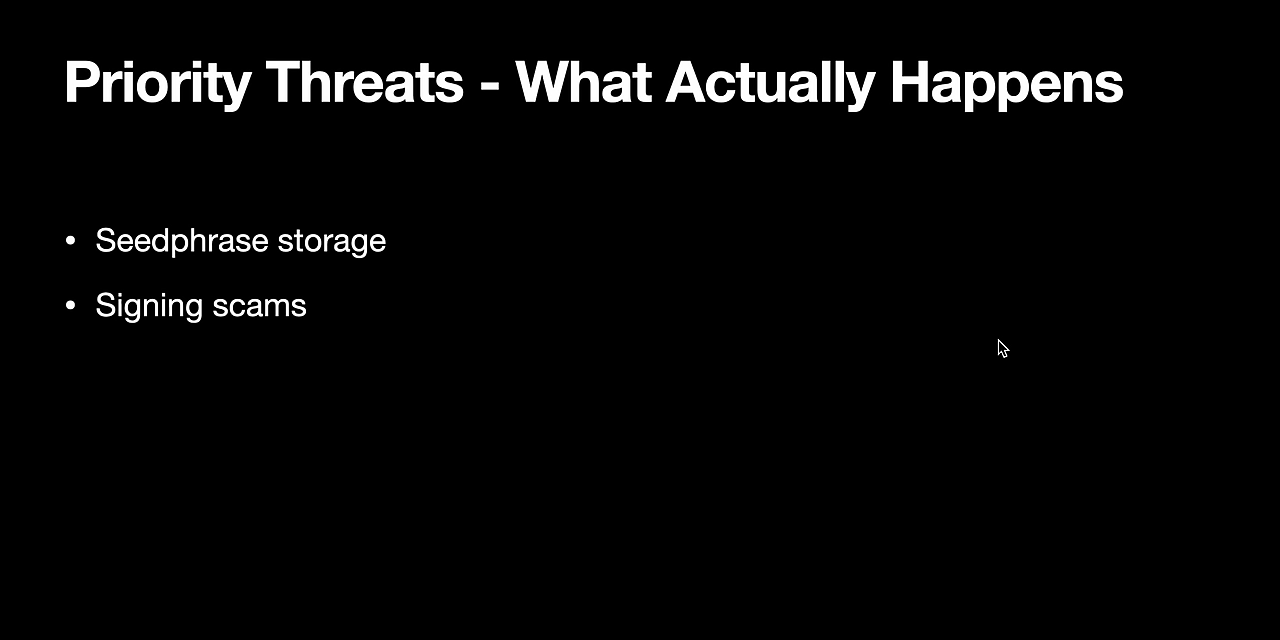 Priority Threats - What Actually Happens
• Seedphrase storage
• Signing scams